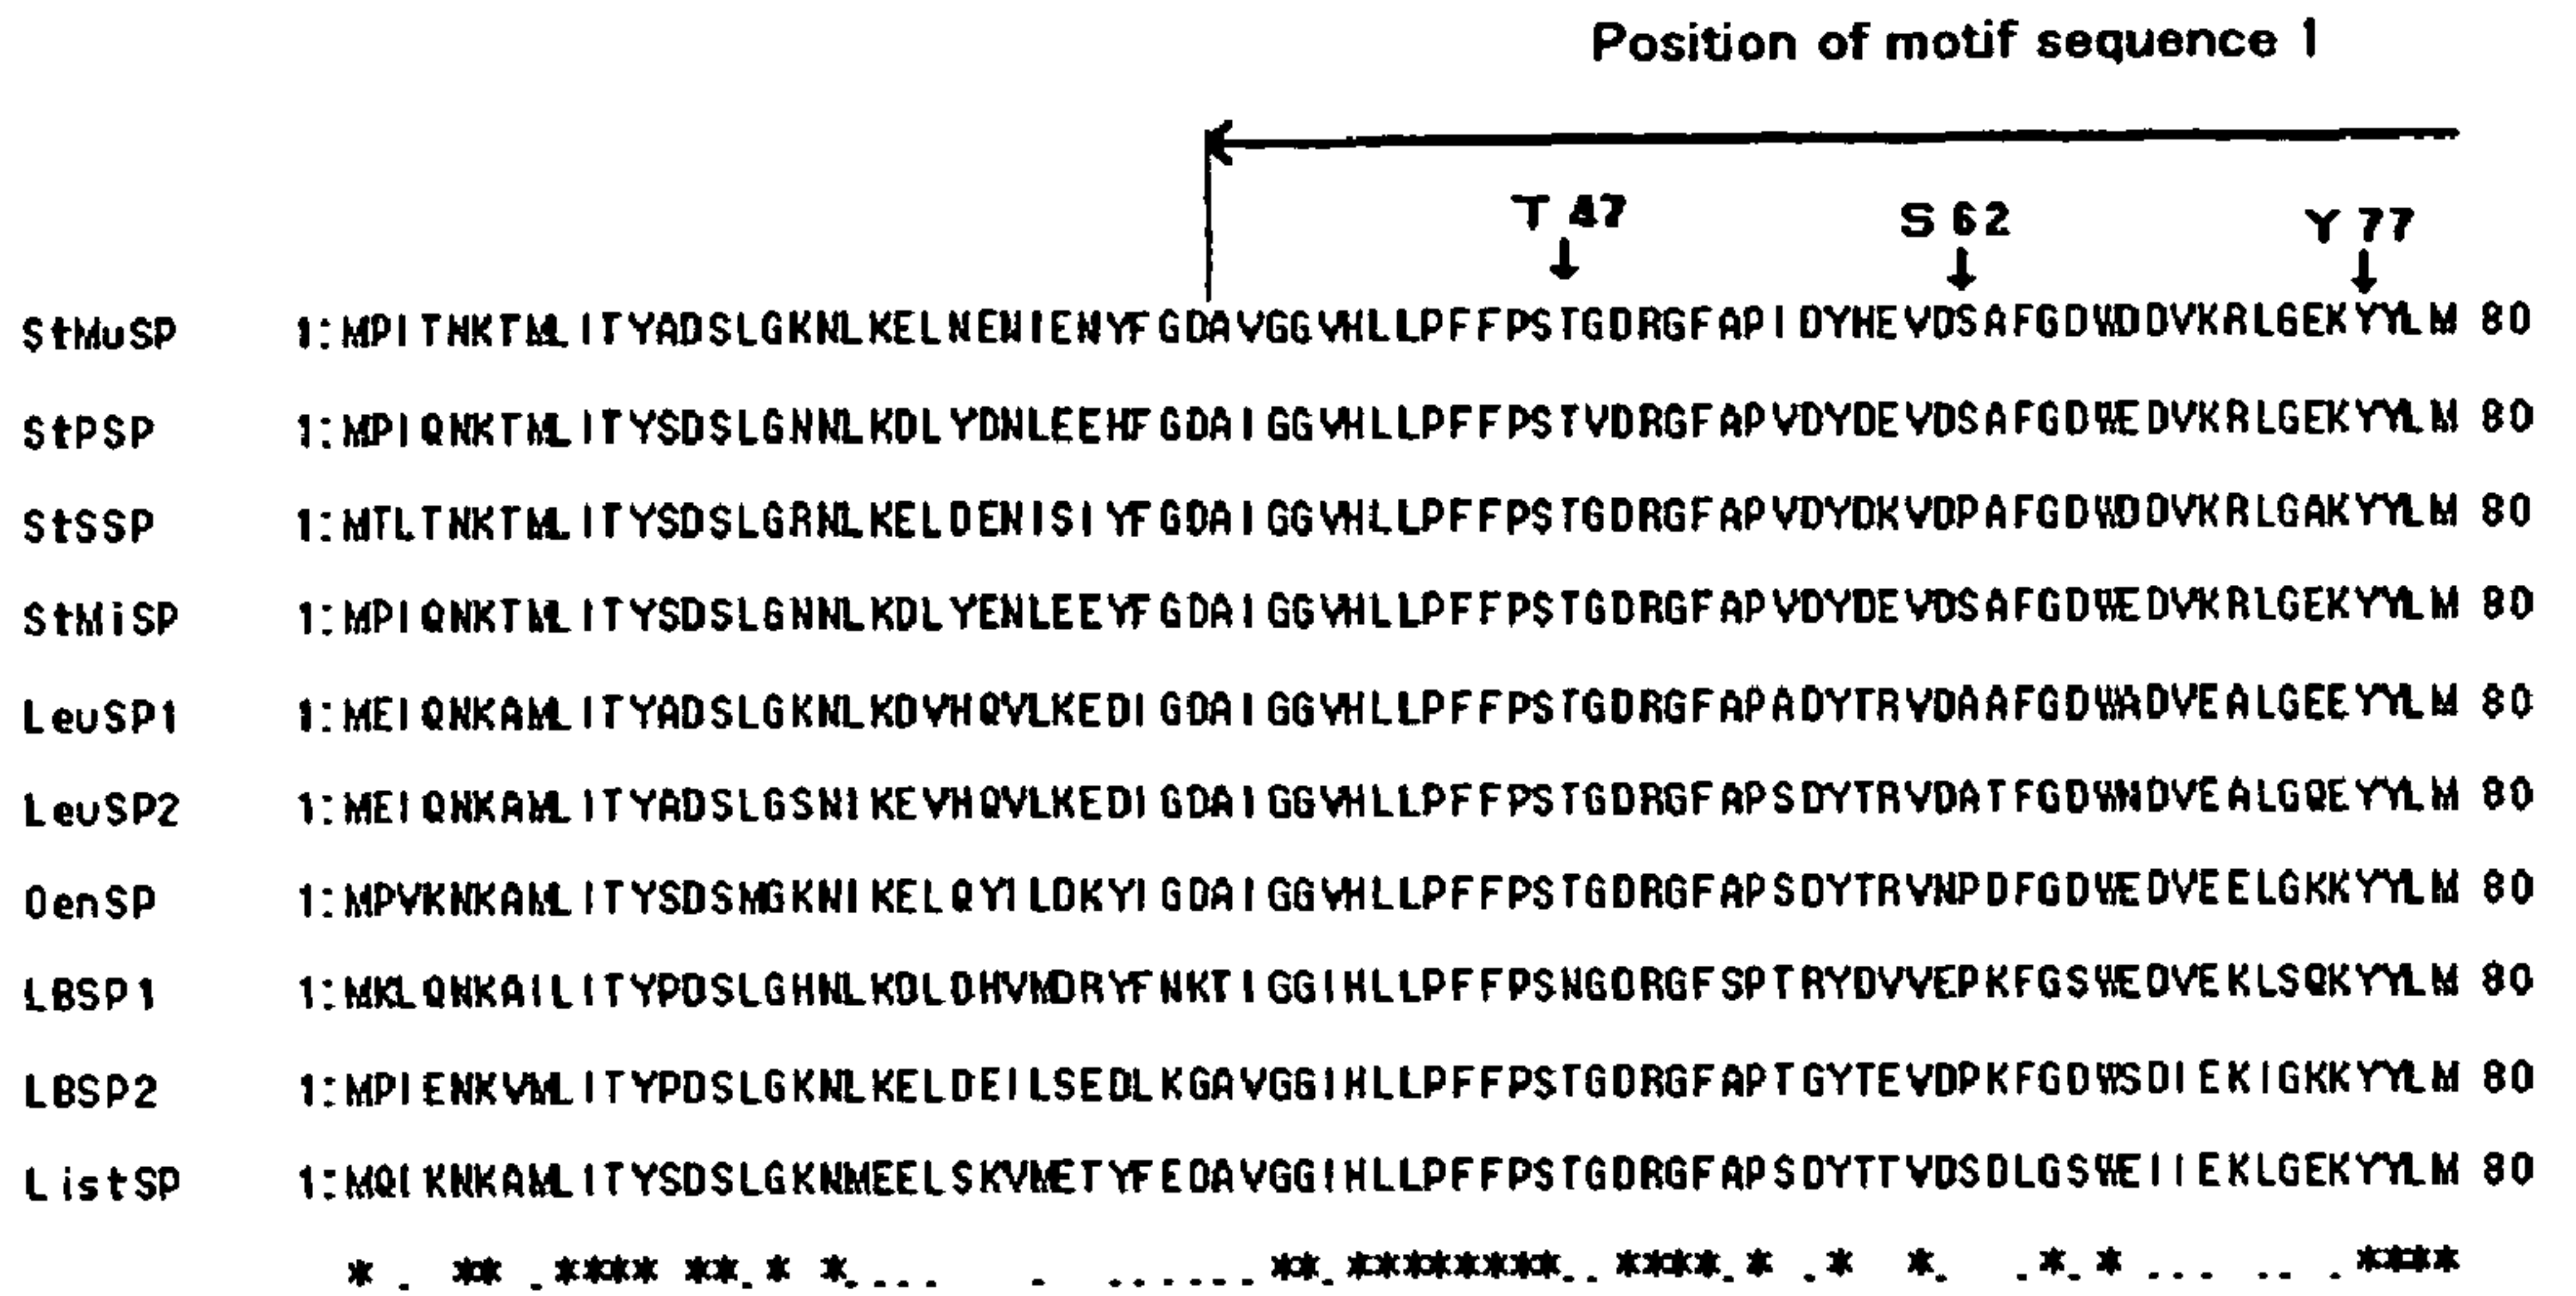 Position of motif sequence 1
T 47 S 62 Y 77
↓ ↓ ↓
StMuSP 1:MPITNKTMLITYADSLGKNLKELNENIENYFGDAVGGVHLLPFFPSTGDRGFAPIDYHEVDSAFGDWDDVKRLGEKYYLM 80
StPSP 1:MPIQNKTMLITYSDSLGNNLKDLYDNLEEHFGDAIGGVHLLPFFPSTVDRGFAPVDYDEVDSAFGDWEDVKRLGEKYYLM 80
StSSP 1:MTLTNKTMLITYSDSLGRNLKELDENISIYFGDAIGGVHLLPFFPSTGDRGFAPVDYDKVDPAFGDWDDVKRLGAKYYLM 80
StMiSP 1:MPIQNKTMLITYSDSLGNNLKDLYENLEEYFGDAIGGVHLLPFFPSTGDRGFAPVDYDEVDSAFGDWEDVKRLGEKYYLM 80
LeuSP1 1:MEIQNKAMLITYADSLGKNLKDVHQVLKEDIGDAIGGVHLLPFFPSTGDRGFAPADYTRVDAAFGDWADVEALGEEYYLM 80
LeuSP2 1:MEIQNKAMLITYADSLGSNIKEVHQVLKEDIGDAIGGVHLLPFFPSTGDRGFAPSDYTRVDATFGDWNDVEALGQEYYLM 80
OenSP 1:MPVKNKAMLITYSDSMGKNIKELQYILDKYIGDAIGGVHLLPFFPSTGDRGFAPSDYTRVNPDFGDWEDVEELGKKYYLM 80
LBSP1 1:MKLQNKAILITYPDSLGHNLKDLDHVMDRYFNKTIGGIHLLPFFPSNGDRGFSPTRYDVVEPKFGSWEDVEKLSQKYYLM 80
LBSP2 1:MPIENKVMLITYPDSLGKNLKELDEILSEDLKGAVGGIHLLPFFPSTGDRGFAPTGYTEVDPKFGDWSDIEKIGKKYYLM 80
ListSP 1:MQIKNKAMLITYSDSLGKNMEELSKVMETYFEDAVGGIHLLPFFPSTGDRGFAPSDYTTVDSDLGSWEIIEKLGEKYYLM 80
* . ** .**** **.* *.... . ......**.********..****.* .* *. .*.* ... .. .****